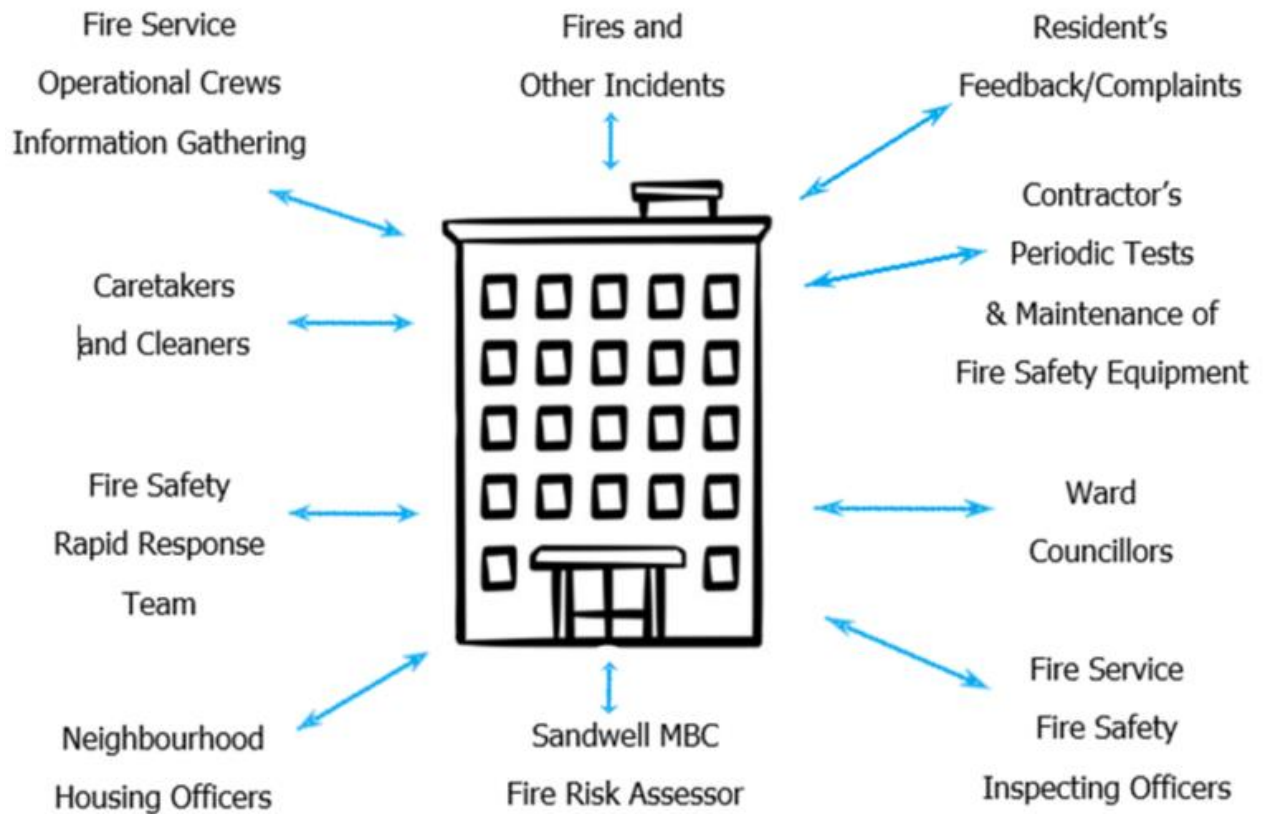 Fire Service
Operational Crews
Information Gathering
Fires and
Other Incidents
Resident's
Feedback/Complaints
Contractor's
Periodic Tests
& Maintenance of
Fire Safety Equipment
Caretakers
and Cleaners
Fire Safety
Rapid Response
Team
Ward
Councillors
Neighbourhood
Housing Officers
Sandwell MBC
Fire Risk Assessor
Fire Service
Fire Safety
Inspecting Officers